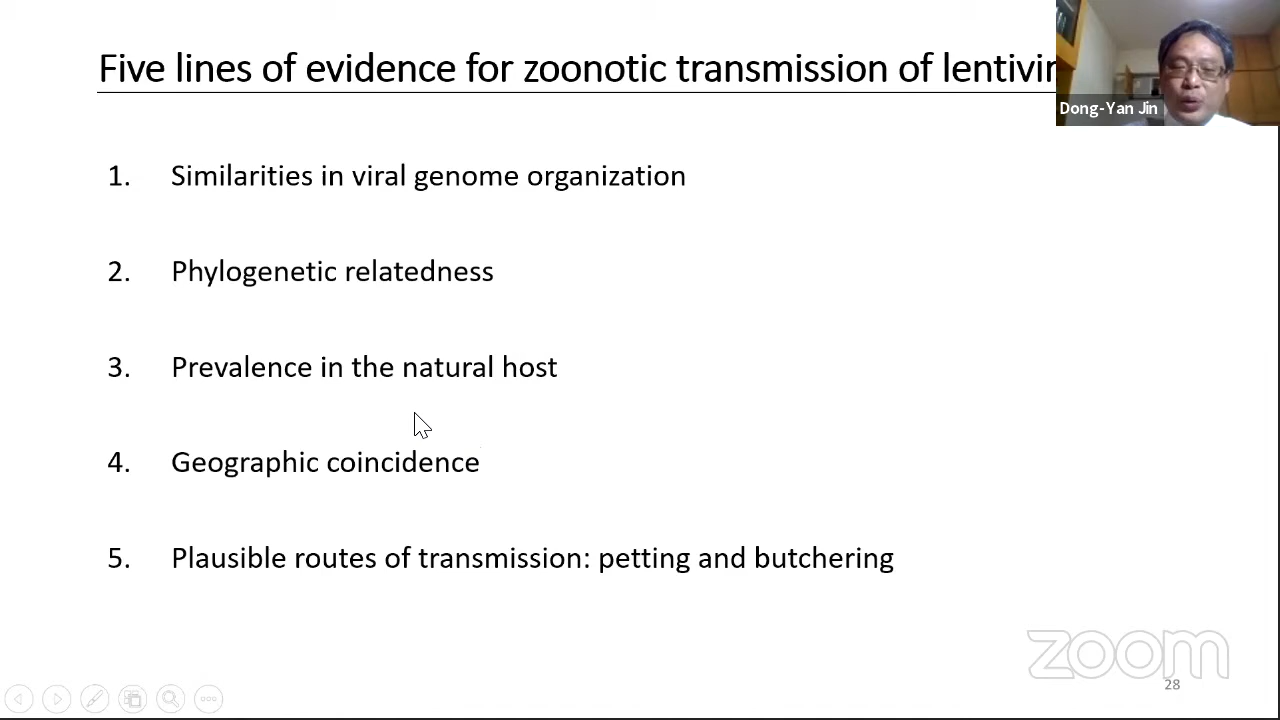 Five lines of evidence for zoonotic transmission of
Dong-Yan Jin
1. Similarities in viral genome organization
2. Phylogenetic relatedness
3. Prevalence in the natural host
4. Geographic coincidence
5. Plausible routes of transmission: petting and butchering
zoom
28